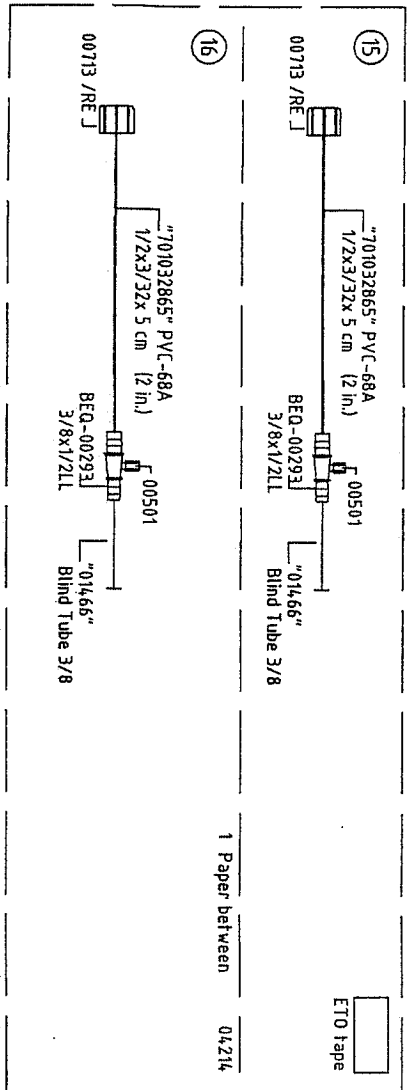 15
00713 /RE
"701032865" PVC-68A
1/2x3/32x 5 cm (2 in.)
BEQ-00293
3/8x1/2LL
00501
"01466"
Blind Tube 3/8
ETO tape
1 Paper between 04214
16
00713 /RE
"701032865" PVC-68A
1/2x3/32x 5 cm (2 in.)
BEQ-00293
3/8x1/2LL
00501
"01466"
Blind Tube 3/8